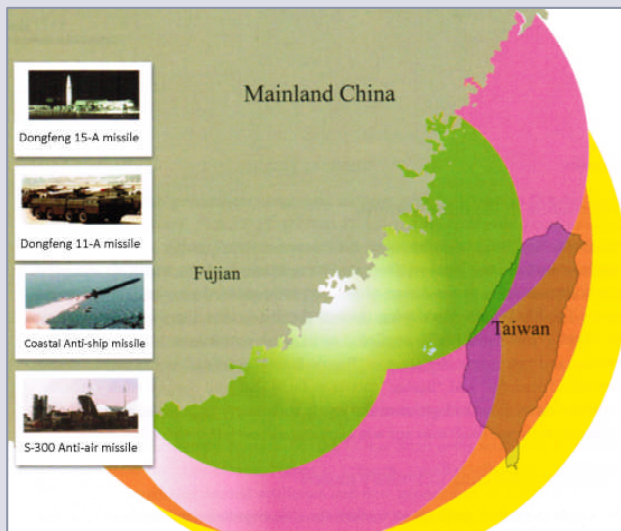 Mainland China
Dongfeng 15-A missile
Dongfeng 11-A missile
Fujian
Taiwan
Coastal Anti-ship missile
S-300 Anti-air missile